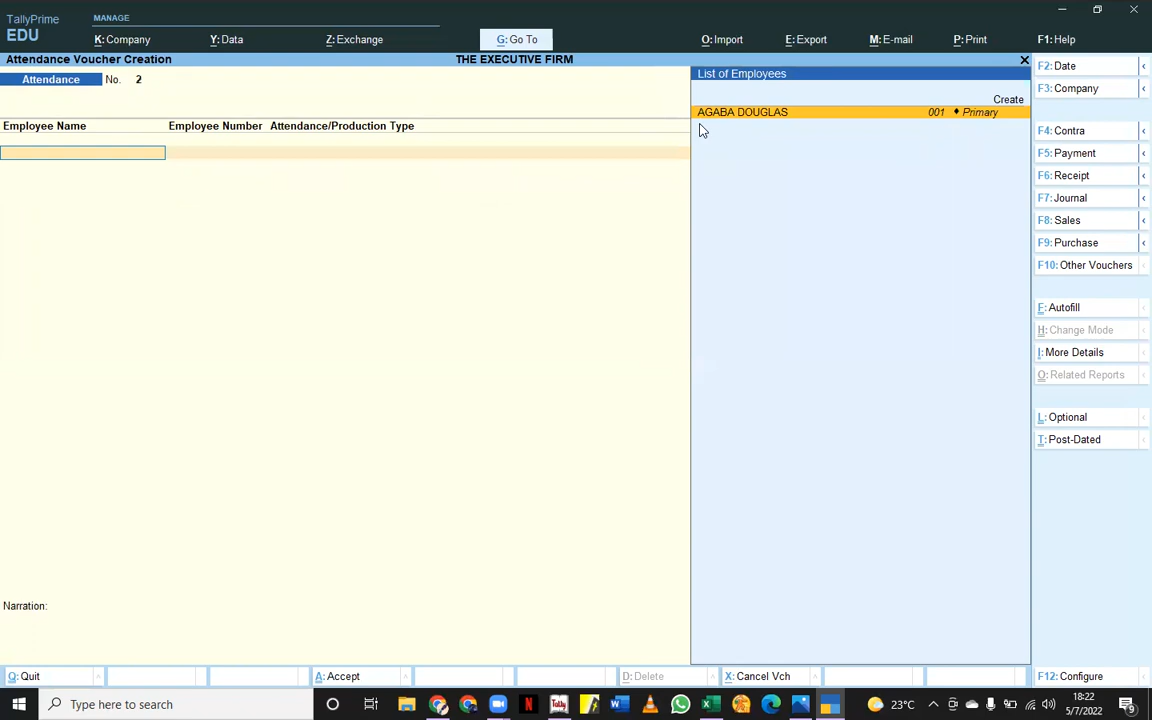 TallyPrime
EDU
MANAGE
K: Company
Y: Data
Z: Exchange
G: Go To
O: Import
E: Export
M: E-mail
P: Print
F1: Help
Attendance Voucher Creation
THE EXECUTIVE FIRM
Attendance No. 2
Employee Name Employee Number Attendance/Production Type
Narration:
List of Employees
Create
AGABA DOUGLAS 001 ♦ Primary
F2: Date
F3: Company
F4: Contra
F5: Payment
F6: Receipt
F7: Journal
F8: Sales
F9: Purchase
F10: Other Vouchers
F: Autofill
H: Change Mode
I: More Details
O: Related Reports
L: Optional
T: Post-Dated
Q: Quit
A: Accept
D: Delete
X: Cancel Vch
F12: Configure
Type here to search
Tally
23°C
18:22
5/7/2022
9